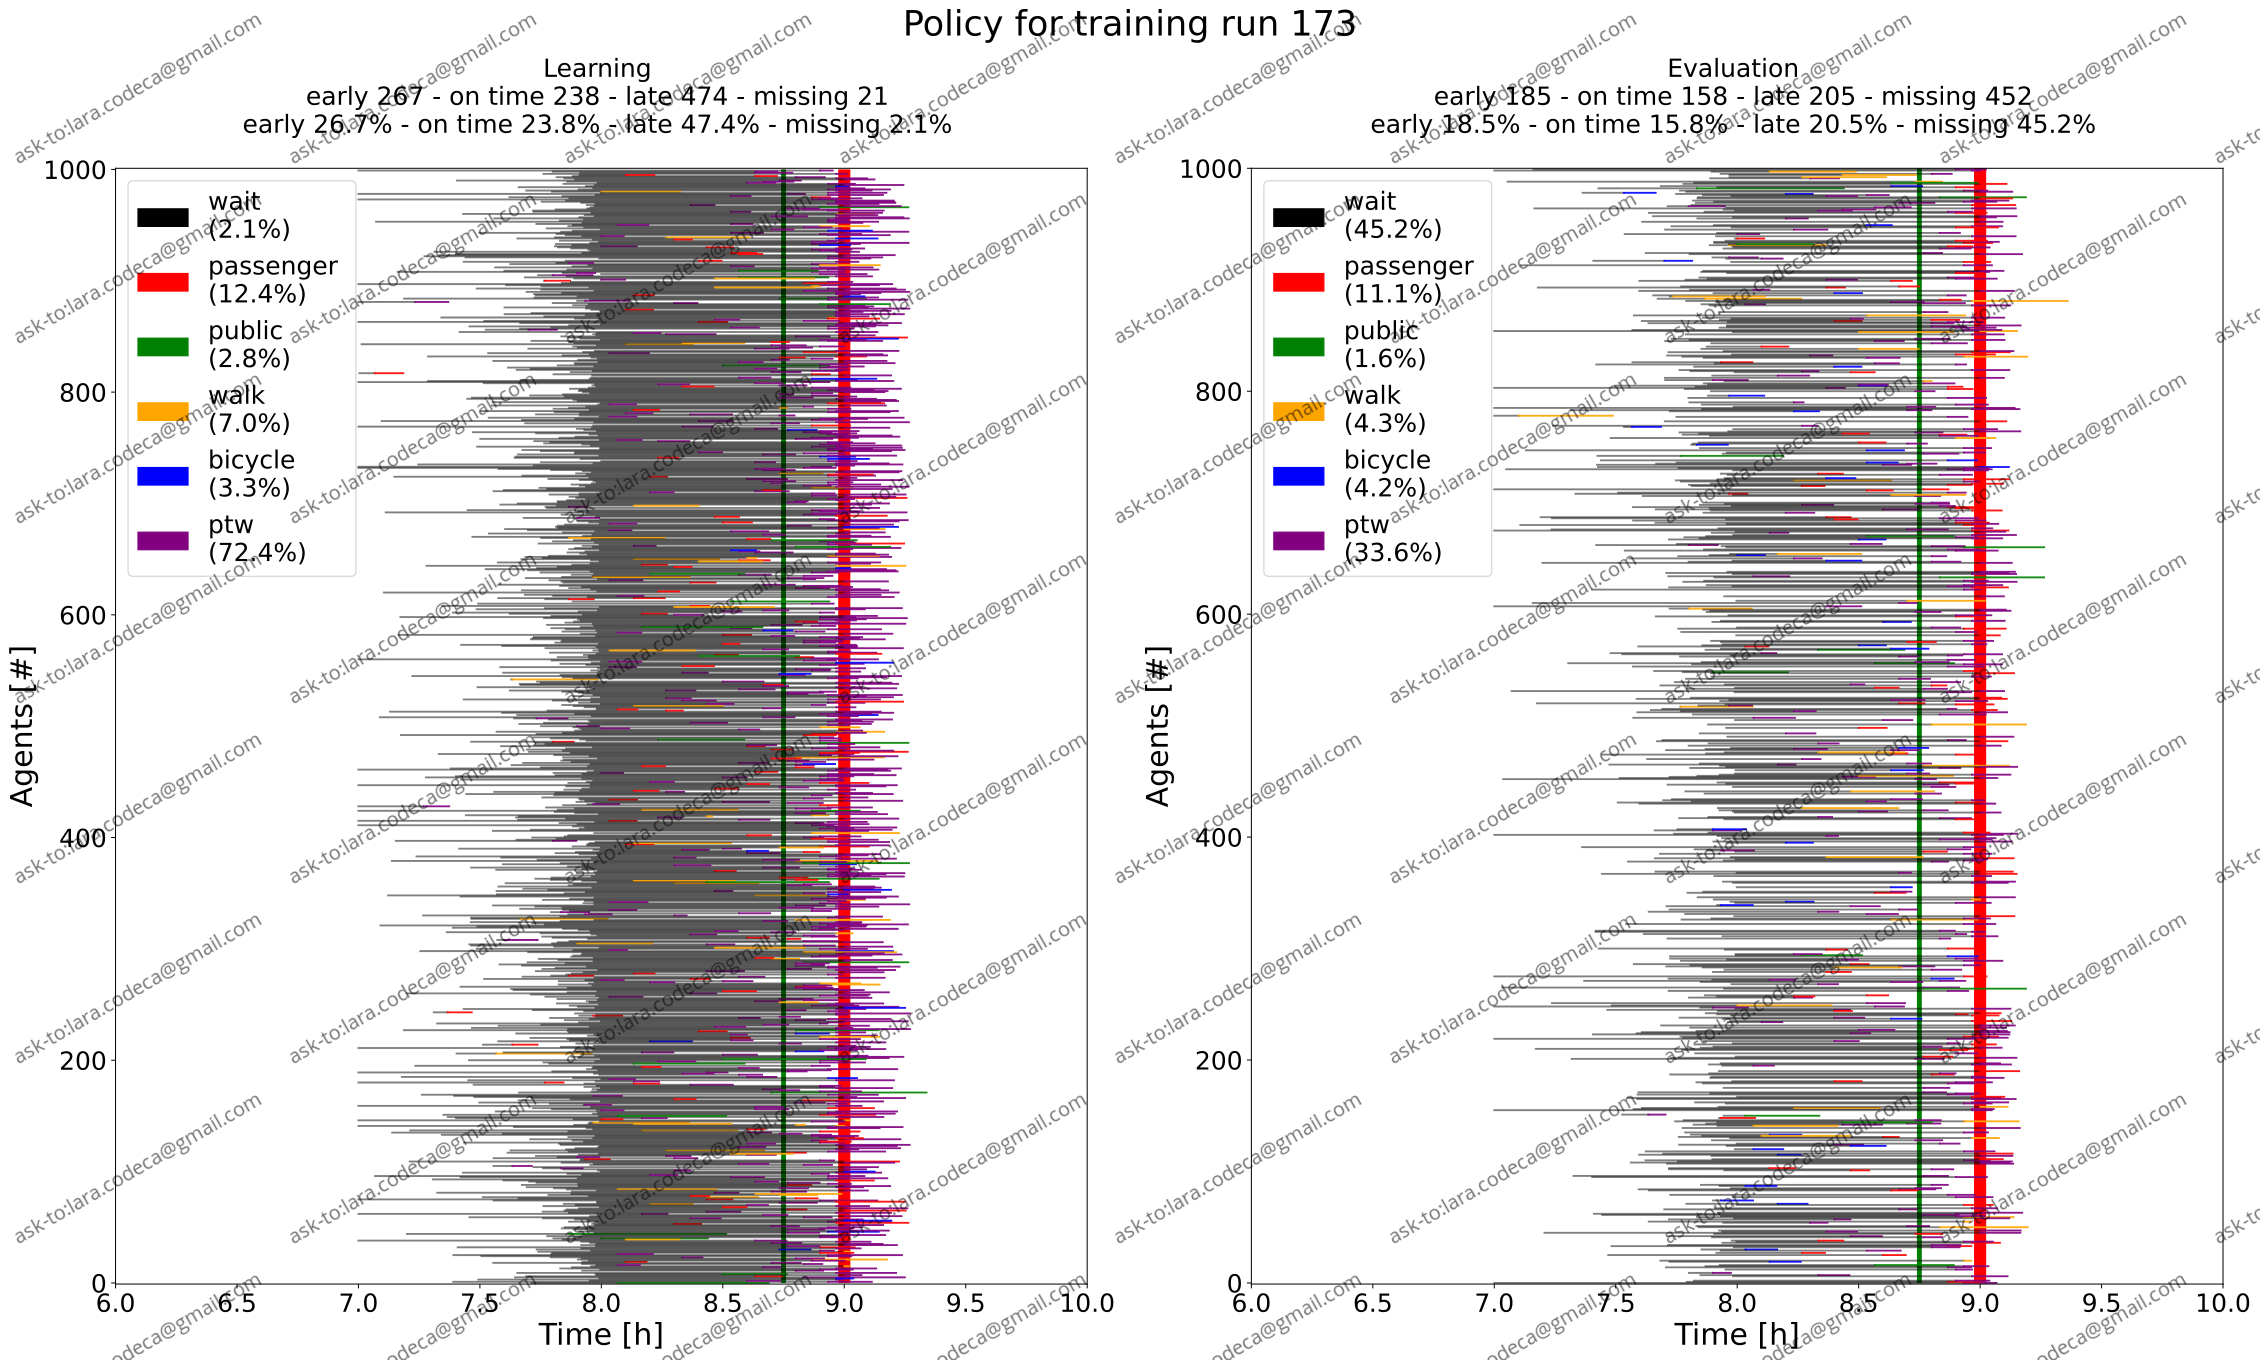 Policy for training run 173
Learning
early 267 - on time 238 - late 474 - missing 21
early 26.7% - on time 23.8% - late 47.4% - missing 2.1%
1000
800
600
400
200
0
Agents [#]
wait
(2.1%)
passenger
(12.4%)
public
(2.8%)
walk
(7.0%)
bicycle
(3.3%)
ptw
(72.4%)
6.0 6.5 7.0 7.5 8.0 8.5 9.0 9.5 10.0
Time [h]
Evaluation
early 185 - on time 158 - late 205 - missing 452
early 18.5% - on time 15.8% - late 20.5% - missing 45.2%
1000
800
600
400
200
0
Agents [#]
wait
(45.2%)
passenger
(11.1%)
public
(1.6%)
walk
(4.3%)
bicycle
(4.2%)
ptw
(33.6%)
6.0 6.5 7.0 7.5 8.0 8.5 9.0 9.5 10.0
Time [h]
ask-to:lara.codeca@gmail.com